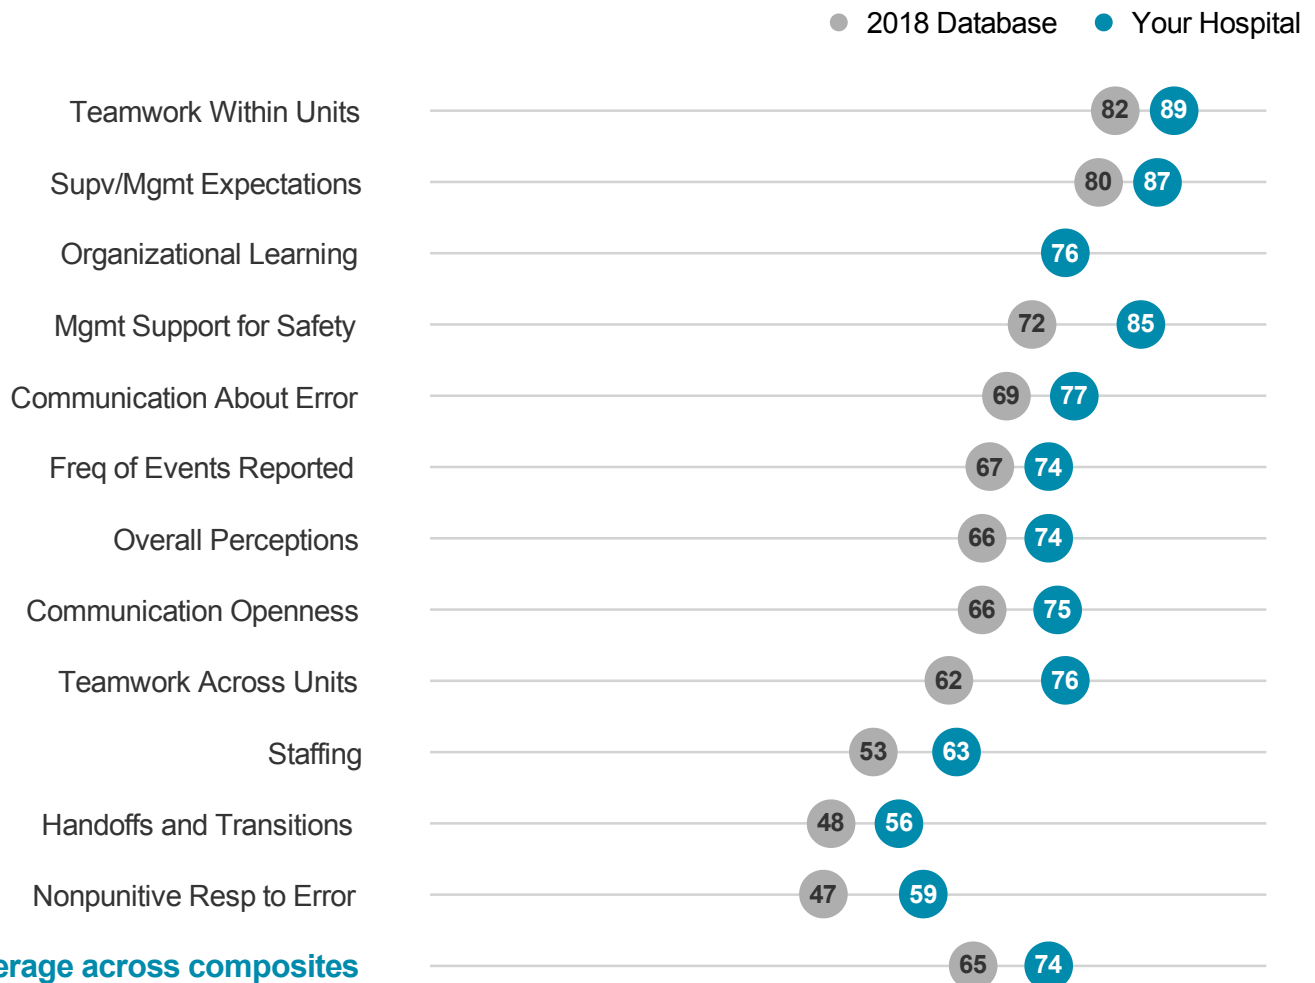 2018 Database Your Hospital
Teamwork Within Units 82 89
Supv/Mgmt Expectations 80 87
Organizational Learning 76
Mgmt Support for Safety 72 85
Communication About Error 69 77
Freq of Events Reported 67 74
Overall Perceptions 66 74
Communication Openness 66 75
Teamwork Across Units 62 76
Staffing 53 63
Handoffs and Transitions 48 56
Nonpunitive Resp to Error 47 59
erage across composites 65 74